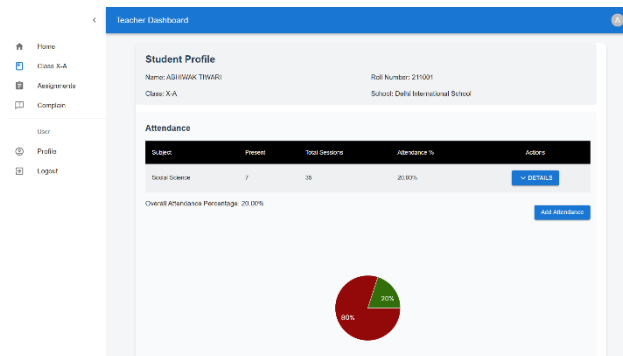 Teacher Dashboard
A
Home
Class X-A
Assignments
Complain
User
Profile
Logout
Student Profile
Name: ABHIWAK TIWARI
Roll Number: 211001
Class: X-A
School: Delhi International School
Attendance
Subject Present Total Sessions Attendance % Actions
Social Science 7 35 20.00% DETAILS
Overall Attendance Percentage: 20.00%
Add Attendance
20%
80%